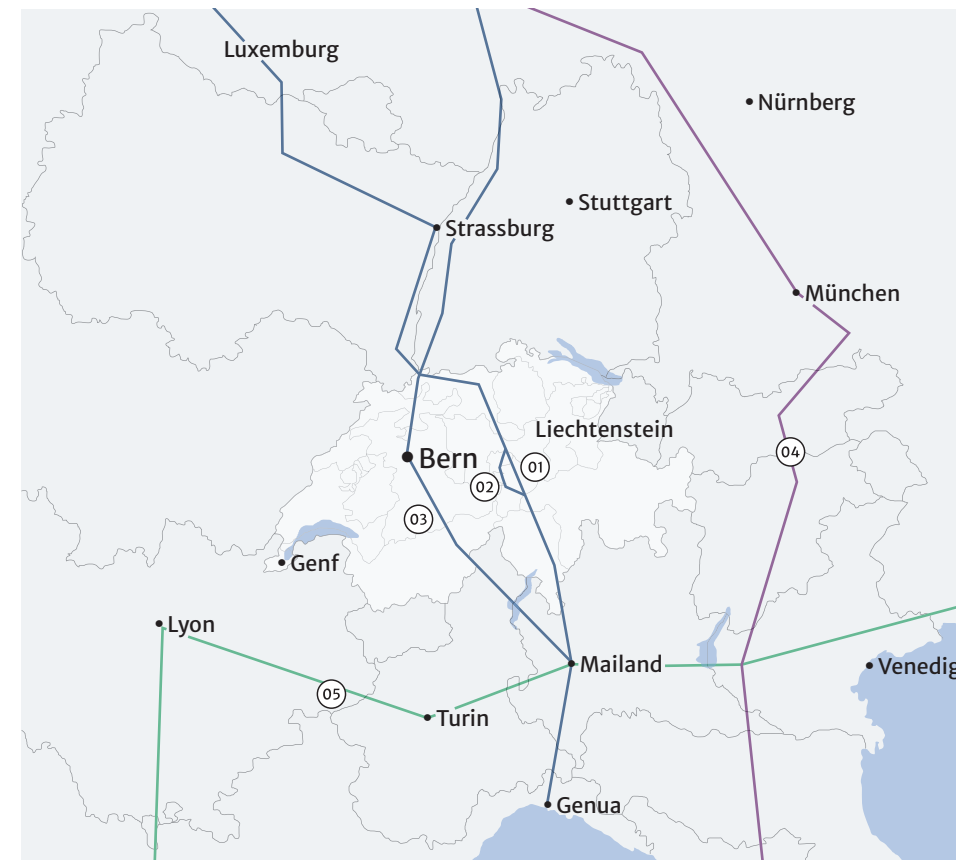 Luxemburg
Nürnberg
Stuttgart
Strassburg
München
Liechtenstein
Bern
01
04
02
03
Genf
Lyon
Mailand
Venedig
05
Turin
Genua